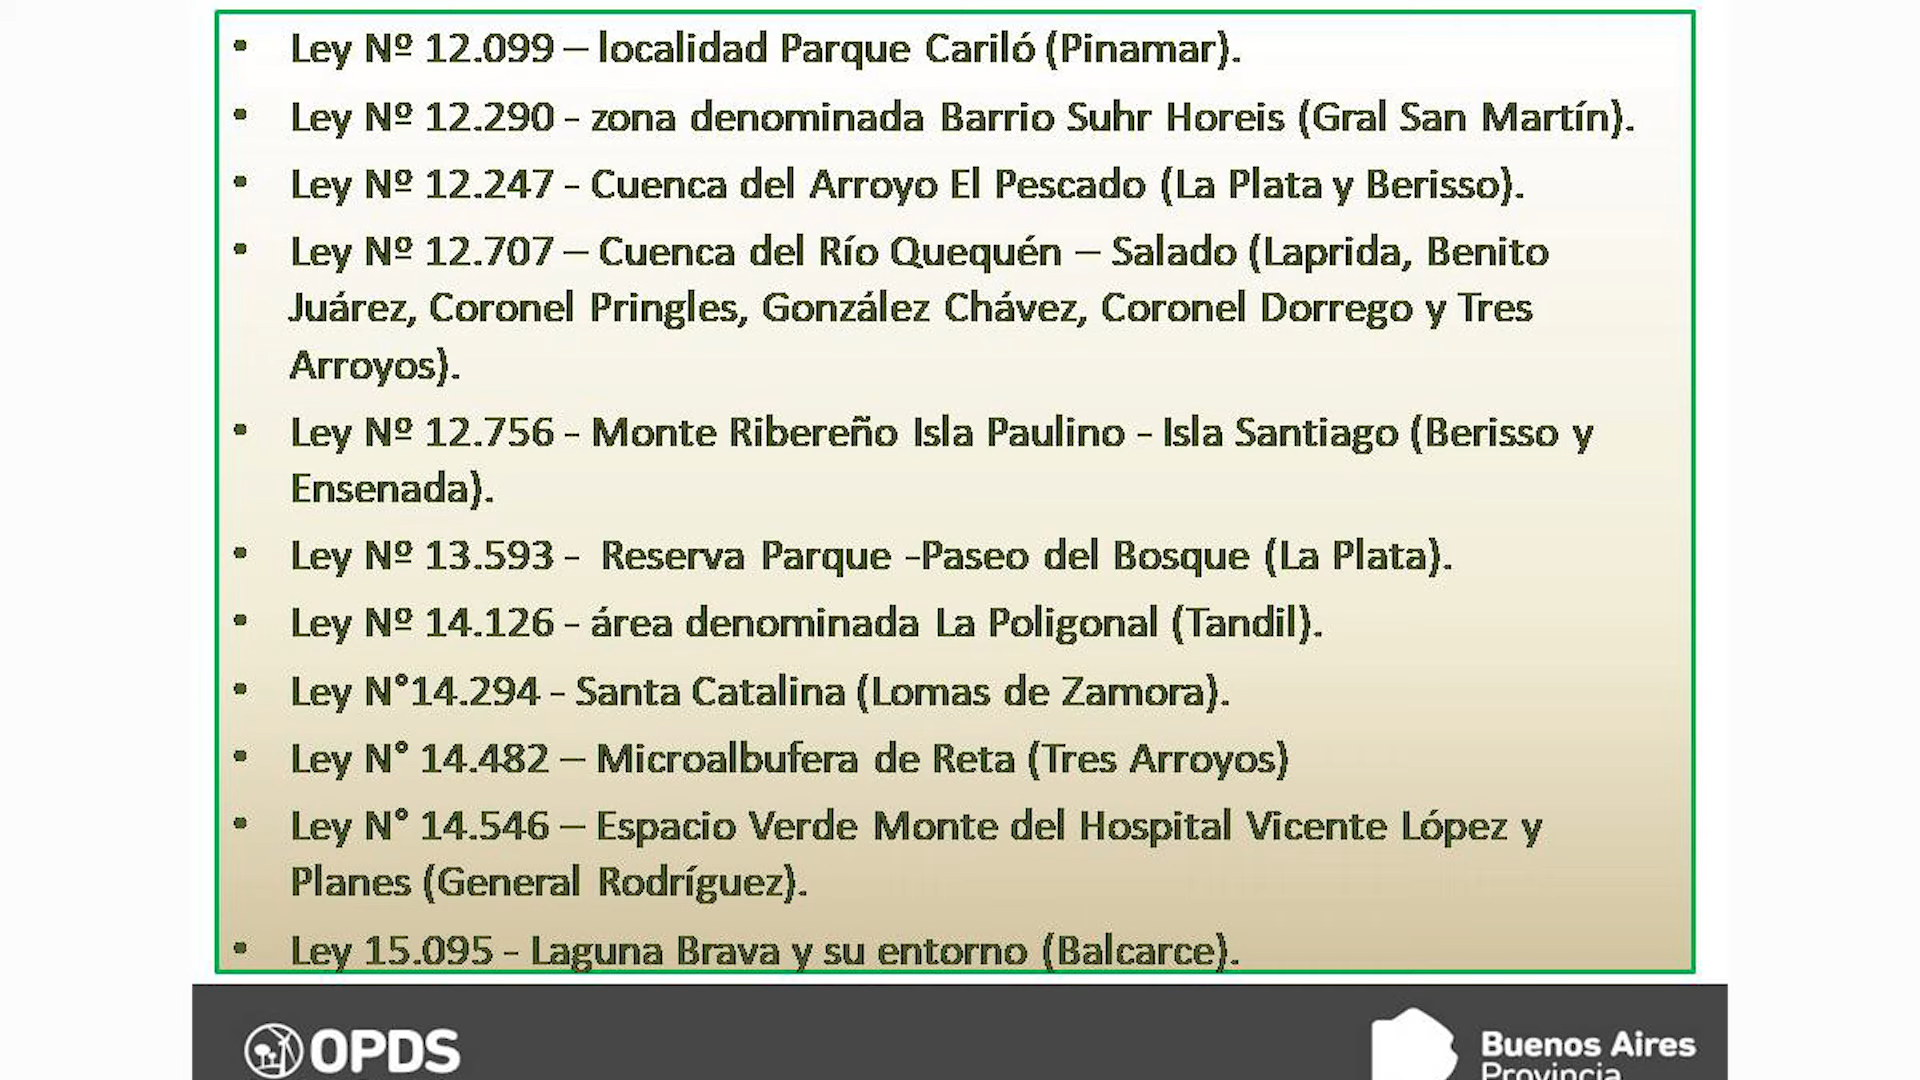 • Ley Nº 12.099 – localidad Parque Cariló (Pinamar).
• Ley Nº 12.290 - zona denominada Barrio Suhr Horeis (Gral San Martín).
• Ley Nº 12.247 - Cuenca del Arroyo El Pescado (La Plata y Berisso).
• Ley Nº 12.707 – Cuenca del Río Quequén – Salado (Laprida, Benito
Juárez, Coronel Pringles, González Chávez, Coronel Dorrego y Tres
Arroyos).
• Ley Nº 12.756 - Monte Ribereño Isla Paulino - Isla Santiago (Berisso y
Ensenada).
• Ley Nº 13.593 - Reserva Parque -Paseo del Bosque (La Plata).
• Ley Nº 14.126 - área denominada La Poligonal (Tandil).
• Ley N°14.294 - Santa Catalina (Lomas de Zamora).
• Ley N° 14.482 – Microalbufera de Reta (Tres Arroyos)
• Ley N° 14.546 – Espacio Verde Monte del Hospital Vicente López y
Planes (General Rodríguez).
• Ley 15.095 - Laguna Brava y su entorno (Balcarce).
OPDS
Buenos Aires
Provincia